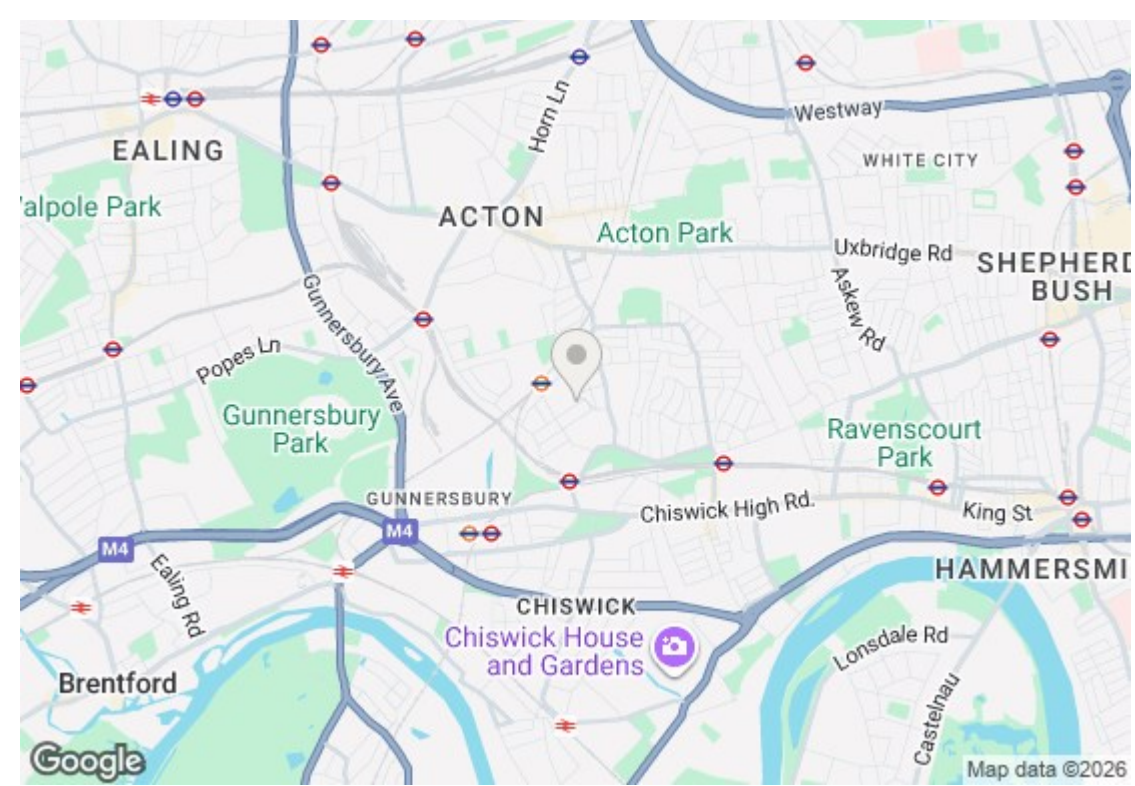 Westway
Horn Ln
EALING
WHITE CITY
alpole Park
ACTON
Acton Park
Uxbridge Rd
SHEPHERD
BUSH
Askew Rd
Gunnersbury Ave
Popes Ln
Gunnersbury
Park
Ravenscourt
Park
GUNNERSBURY
Chiswick High Rd.
King St
M4
M4
Ealing Rd
HAMMERSMI
CHISWICK
Chiswick House
and Gardens
Lonsdale Rd
Brentford
Castelnau
Google
Map data ©2026